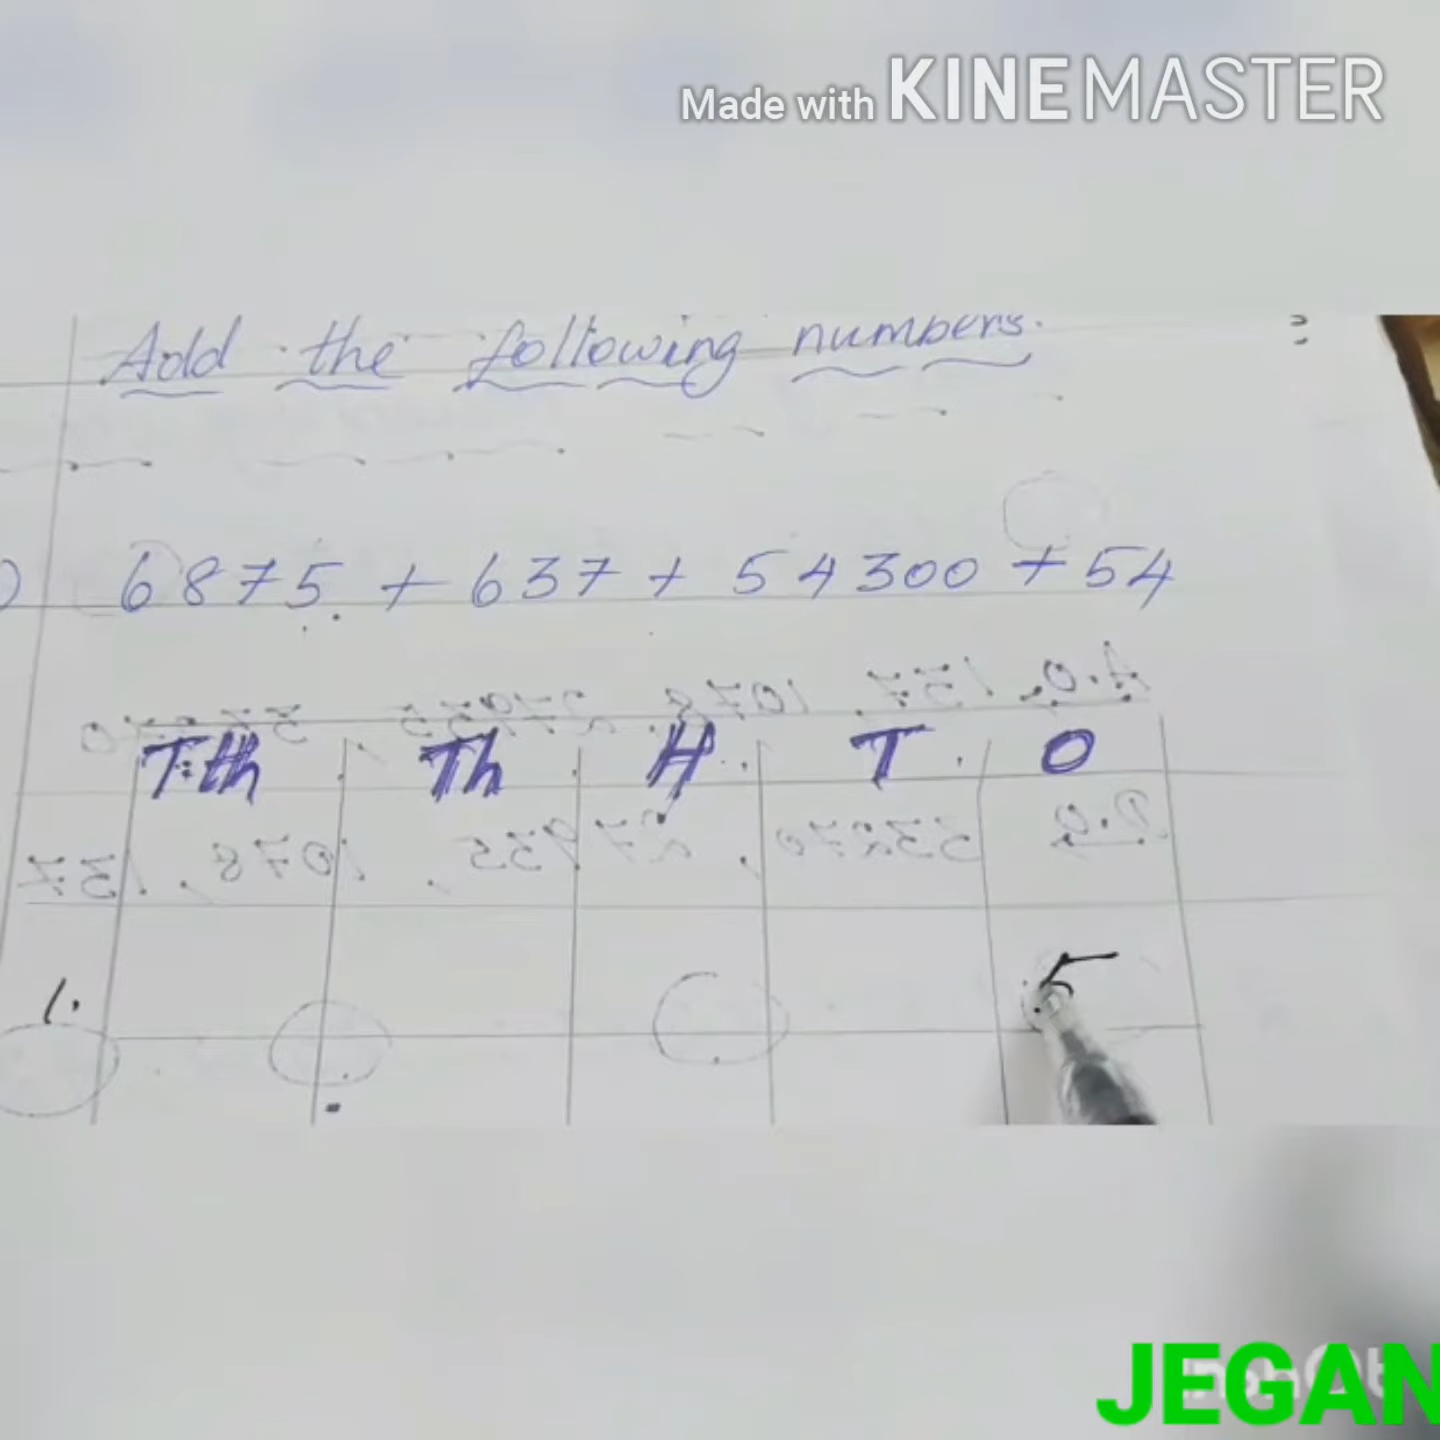 Made with KINEMASTER
Add the following numbers.
6875 + 637 + 54300 + 54
T.th Th H T O
1.
5
JEGAN